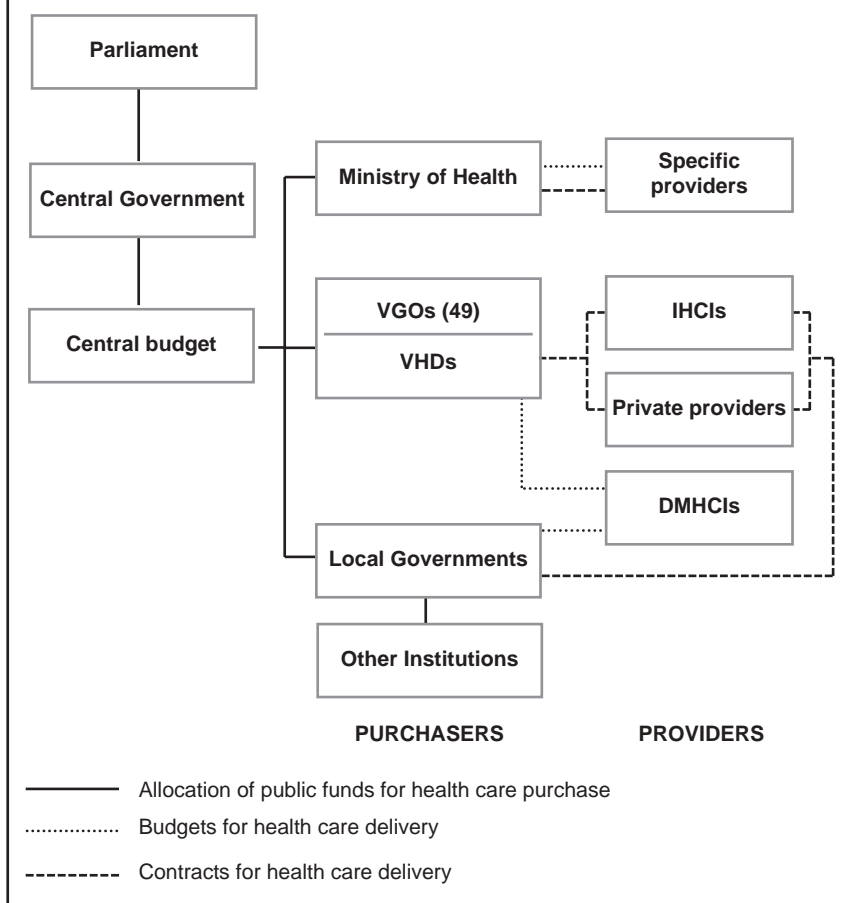 Parliament
Central Government
Central budget
Ministry of Health
Specific
providers
VGOs (49)
VHDs
IHCIs
Private providers
DMHCIs
Local Governments
Other Institutions
PURCHASERS
PROVIDERS
Allocation of public funds for health care purchase
Budgets for health care delivery
Contracts for health care delivery